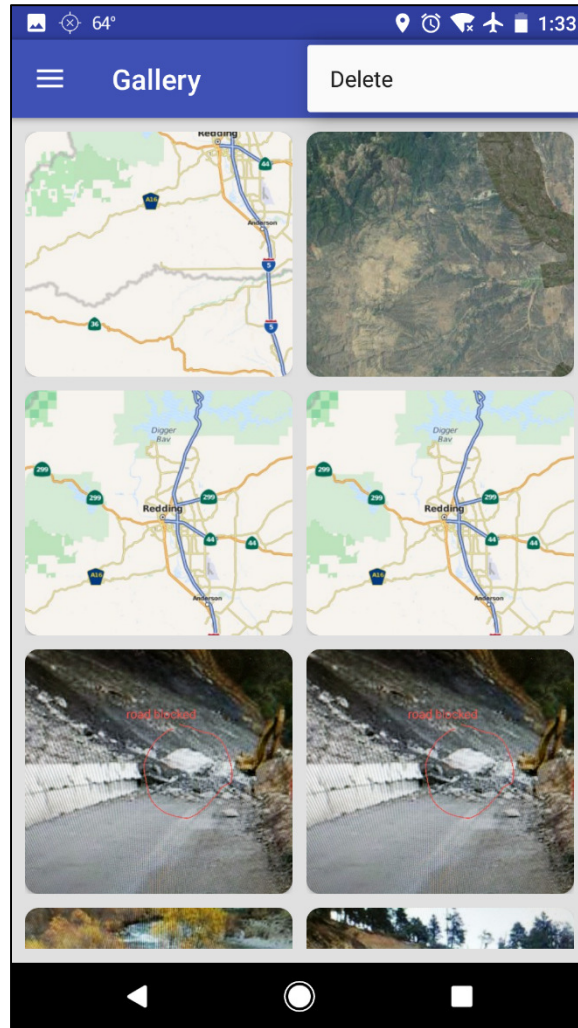 64°
1:33
Gallery
Delete
Redding
44
A16
Anderson
5
36
5
Digger
Bay
299
299
299
Redding
44
44
A16
Anderson
Digger
Bay
299
299
299
Redding
44
44
A16
Anderson
road blocked
road blocked